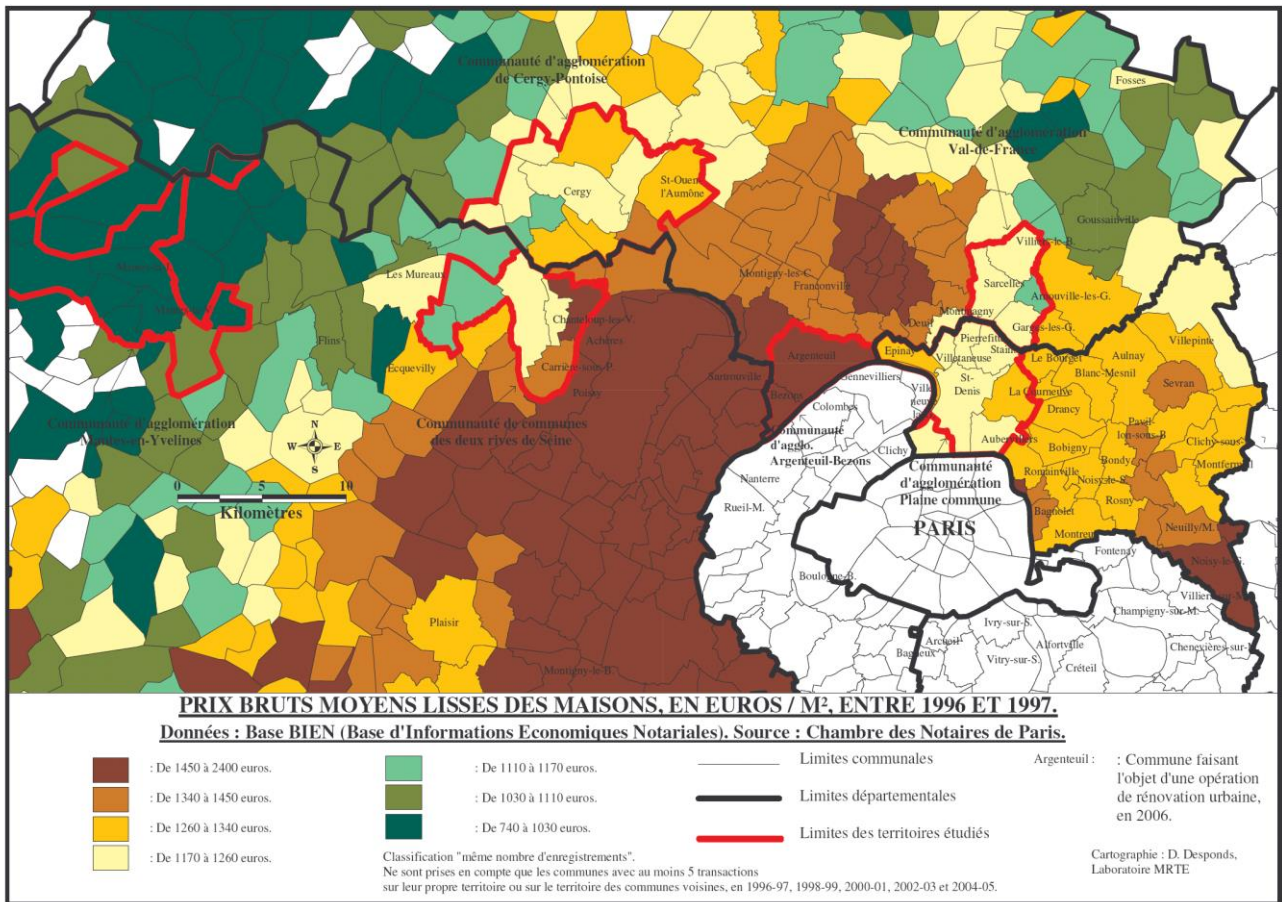 Communauté d'agglomération
de Cergy-Pontoise
Fosses
Communauté d'agglomération
Val-de-France
Cergy
St-Ouen
l'Aumône
Goussainville
Villiers-le-B.
Les Mureaux
Montigny-les-C.
Franconville
Sarcelles
Arnouville-les-G.
Chanteloup-les-V.
Montmagny
Garges-les-G.
Flins
Achères
Deuil
Pierrefitte
Stains
Villepinte
Argenteuil
Epinay
Villetaneuse
Le Bourget
Aulnay
Ecquevilly
Carrière-sous-P.
Blanc-Mesnil
Poissy
Sartrouville
Gennevilliers
St-
Denis
La Courneuve
Sevran
Bezons
Colombes
Drancy
Communauté d'agglomération
Mantes-en-Yvelines
Communauté de communes
des deux rives de Seine
N
W
E
S
Communauté
d'agglo.
Argenteuil-Bezons
Clichy
Aubervilliers
Bobigny
Clichy-sous-
Bondy
Montfermeil
Nanterre
Communauté
d'agglomération
Plaine commune
Romainville
Noisy-le-S.
Rosny
0
5
10
Kilomètres
Rueil-M.
PARIS
Bagnolet
Neuilly/M.
Montreuil
Fontenay
Noisy-le-G.
Boulogne-B.
Champigny-sur-M.
Plaisir
Ivry-sur-S.
Arcueil
Alfortville
Bagneux
Vitry-sur-S.
Créteil
Chenevières-sur-
Montigny-le-B.
PRIX BRUTS MOYENS LISSES DES MAISONS, EN EUROS / M², ENTRE 1996 ET 1997.
Données : Base BIEN (Base d'Informations Economiques Notariales). Source : Chambre des Notaires de Paris.
: De 1450 à 2400 euros.
: De 1340 à 1450 euros.
: De 1260 à 1340 euros.
: De 1170 à 1260 euros.
: De 1110 à 1170 euros.
: De 1030 à 1110 euros.
: De 740 à 1030 euros.
Limites communales
Limites départementales
Limites des territoires étudiés
Argenteuil :
: Commune faisant
l'objet d'une opération
de rénovation urbaine,
en 2006.
Classification "même nombre d'enregistrements".
Ne sont prises en compte que les communes avec au moins 5 transactions
sur leur propre territoire ou sur le territoire des communes voisines, en 1996-97, 1998-99, 2000-01, 2002-03 et 2004-05.
Cartographie : D. Desponds,
Laboratoire MRTE